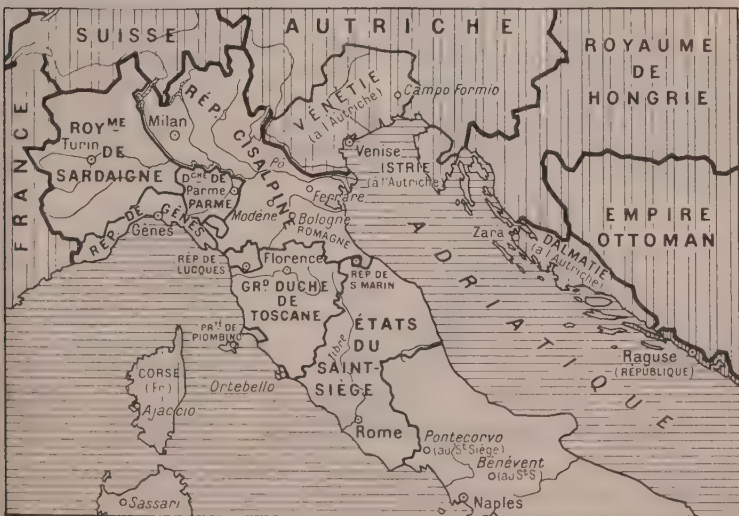 SUISSE
AUTRICHE
ROYAUME
DE
HONGRIE
FRANCE
ROYME
Turin
DE
SARDAIGNE
Milan
RÉP. CISALPINE
VÉNÉTIE
(à l'Autriche)
Campo Formio
Venise
ISTRIE
(à l'Autriche)
Pô
DCHÉ DE
Parme
PARME
Ferrare
Modène
Bologne
ROMAGNE
RÉP. DE GÊNES
Gênes
RÉP DE
LUCQUES
Florence
RÉP DE
S MARIN
GRD DUCHÉ
DE
TOSCANE
PRTÉ DE
PIOMBINO
ÉTATS
DU
SAINT-
SIÈGE
Tibre
CORSE
(Fr)
Ajaccio
Ortebello
Rome
ADRIATIQUE
Zara
DALMATIE
(à l'Autriche)
EMPIRE
OTTOMAN
Raguse
(RÉPUBLIQUE)
Pontecorvo
(au St Siège)
Bénévent
(au St S)
Naples
Sassari